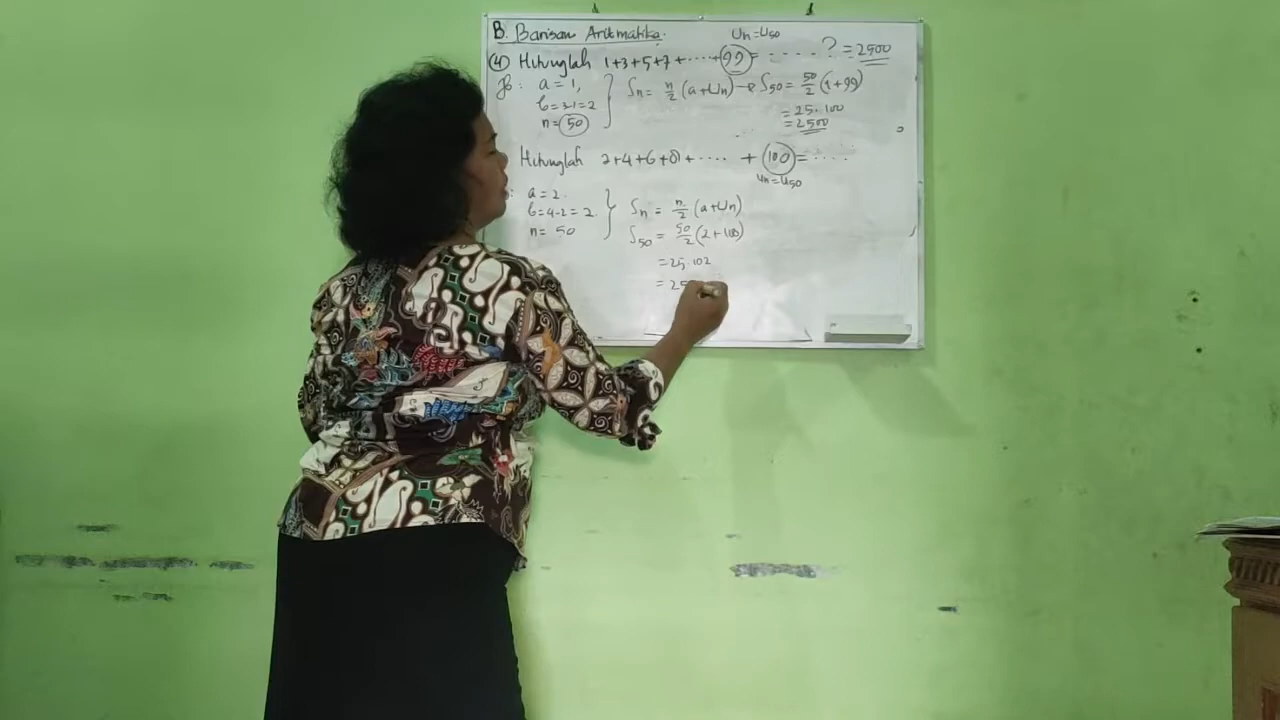 B. Barisan Aritmatika.
Un = U50
④ Hitunglah 1+3+5+7+ ..... + 99 = ..... ? = 2500
Jb : a = 1,
b = 3-1 = 2
n = 50
Sn = n/2 (a+Un) → S50 = 50/2 (1+99)
= 25.100
= 2500
Hitunglah 2+4+6+8+ .... + 100 = ....
Un = U50
: a = 2.
b = 4-2 = 2
n = 50
Sn = n/2 (a+Un)
S50 = 50/2 (2+100)
= 25.102
= 25